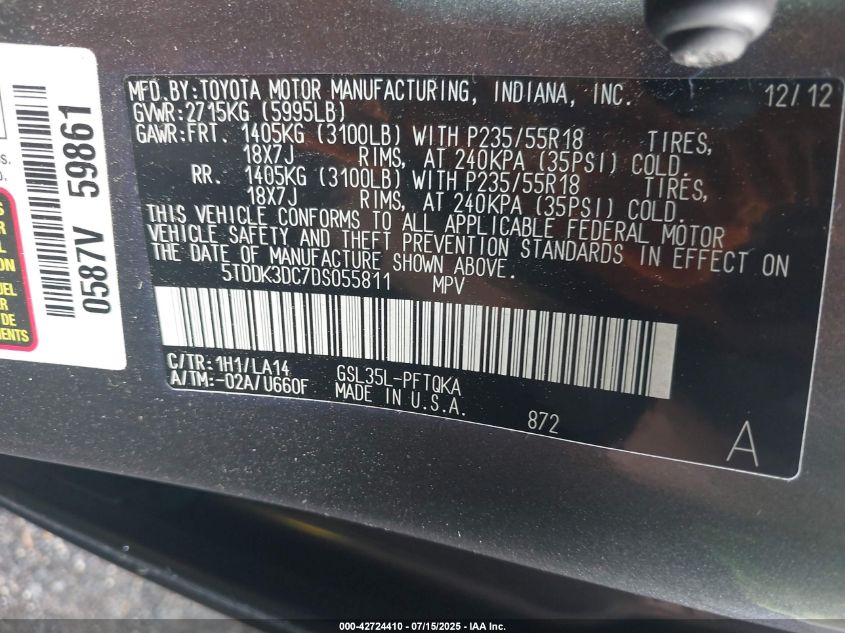 MFD.BY:TOYOTA MOTOR MANUFACTURING, INDIANA, INC. 12/12
GVWR:2715KG (5995LB)
GAWR:FRT. 1405KG (3100LB) WITH P235/55R18 TIRES,
18X7J RIMS, AT 240KPA (35PSI) COLD.
RR. 1405KG (3100LB) WITH P235/55R18 TIRES,
18X7J RIMS, AT 240KPA (35PSI) COLD.
THIS VEHICLE CONFORMS TO ALL APPLICABLE FEDERAL MOTOR
VEHICLE SAFETY AND THEFT PREVENTION STANDARDS IN EFFECT ON
THE DATE OF MANUFACTURE SHOWN ABOVE.
5TDDK3DC7DS055811 MPV
C/TR:1H1/LA14 GSL35L-PFTQKA
A/TM:-02A/U660F MADE IN U.S.A.
872
A
0587V 59861
DE
000-42724410 - 07/15/2025 - IAA Inc.